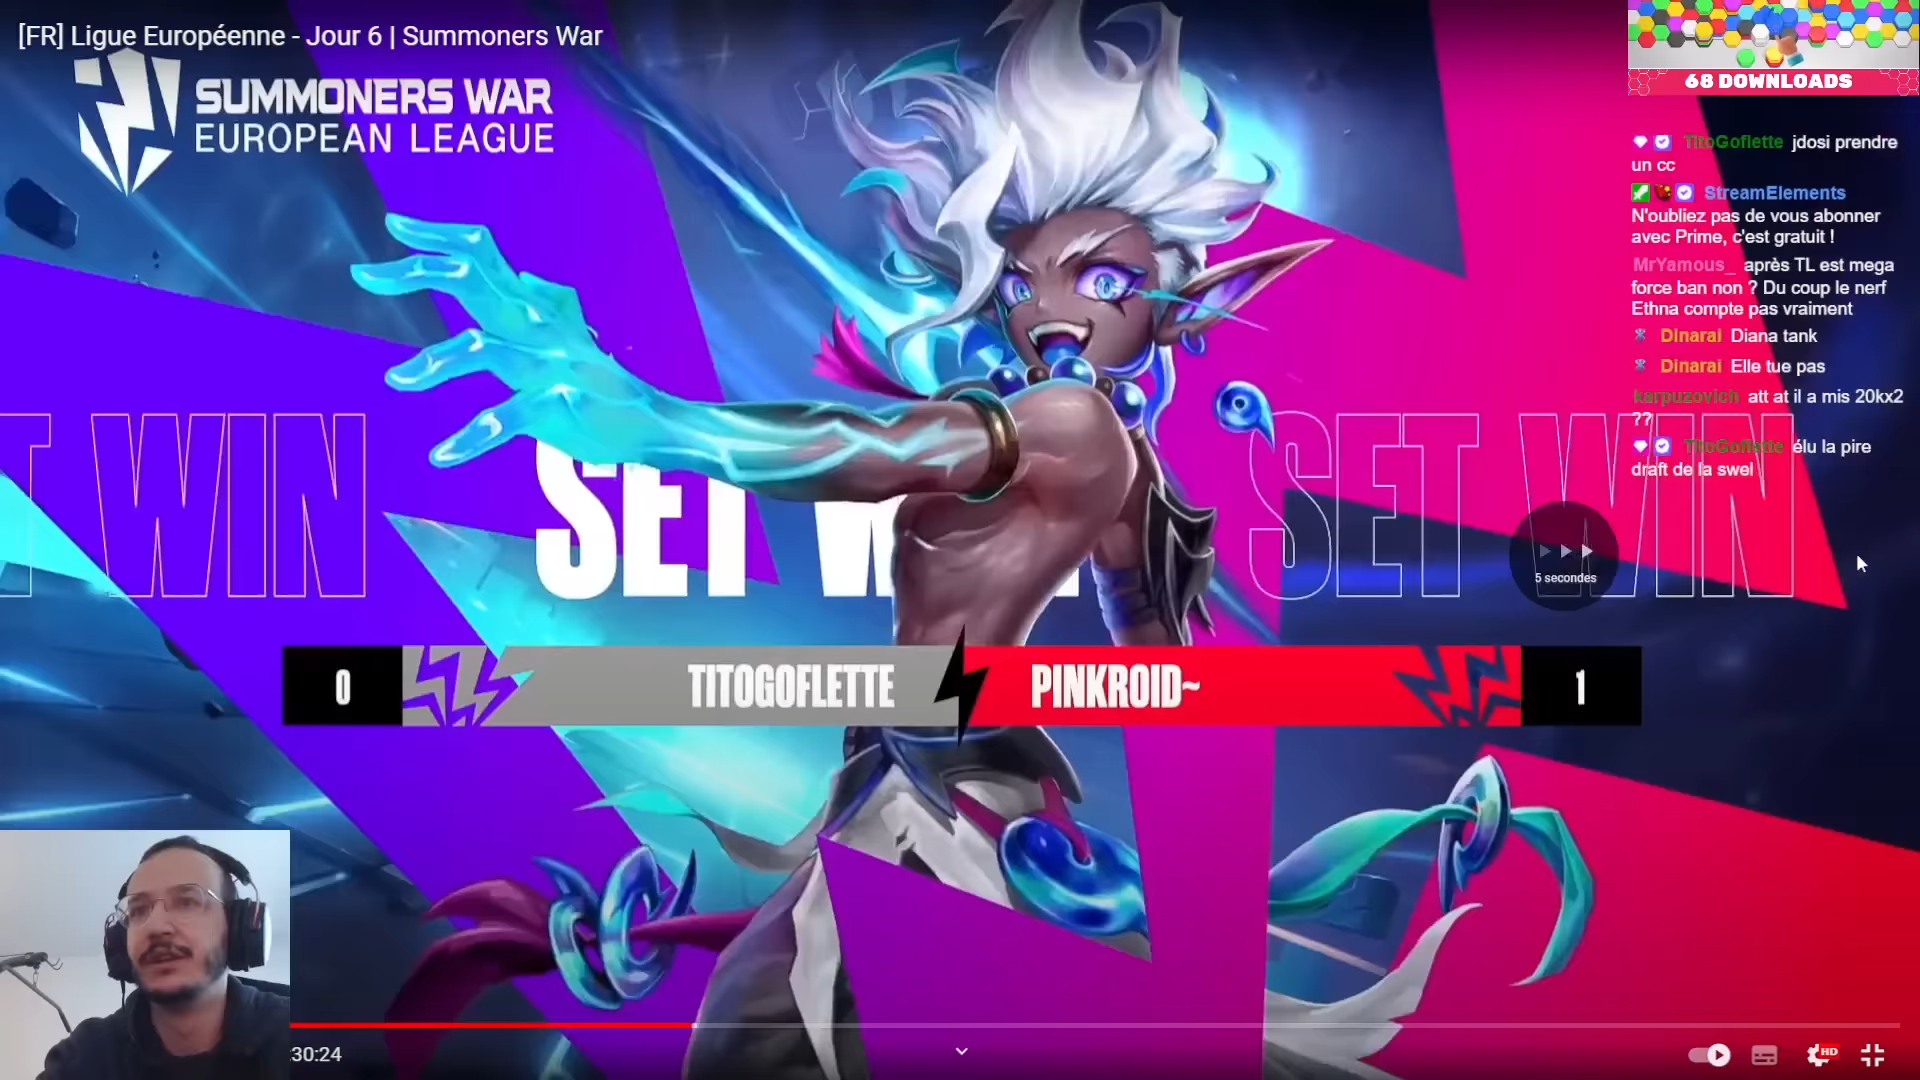 [FR] Ligue Européenne - Jour 6 | Summoners War
SUMMONERS WAR
EUROPEAN LEAGUE
68 DOWNLOADS
TitoGoflette jdosi prendre
un cc
StreamElements
N'oubliez pas de vous abonner
avec Prime, c'est gratuit !
MrYamous_ après TL est mega
force ban non ? Du coup le nerf
Ethna compte pas vraiment
Dinarai Diana tank
Dinarai Elle tue pas
karpuzovich att at il a mis 20kx2
??
TitoGoflette élu la pire
draft de la swel
T WIN
SET W
SET WIN
5 secondes
0 TITOGOFLETTE PINKROID~ 1
:30:24
HD